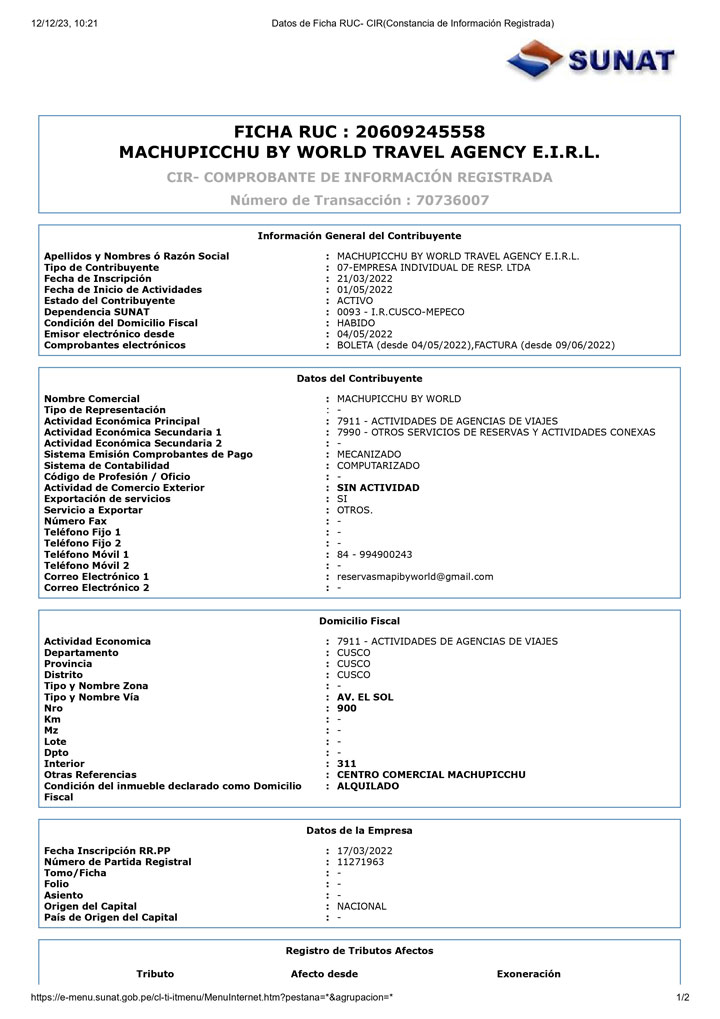 12/12/23, 10:21 Datos de Ficha RUC- CIR(Constancia de Información Registrada)
SUNAT
FICHA RUC : 20609245558
MACHUPICCHU BY WORLD TRAVEL AGENCY E.I.R.L.
CIR- COMPROBANTE DE INFORMACIÓN REGISTRADA
Número de Transacción : 70736007
Información General del Contribuyente
Apellidos y Nombres ó Razón Social : MACHUPICCHU BY WORLD TRAVEL AGENCY E.I.R.L.
Tipo de Contribuyente : 07-EMPRESA INDIVIDUAL DE RESP. LTDA
Fecha de Inscripción : 21/03/2022
Fecha de Inicio de Actividades : 01/05/2022
Estado del Contribuyente : ACTIVO
Dependencia SUNAT : 0093 - I.R.CUSCO-MEPECO
Condición del Domicilio Fiscal : HABIDO
Emisor electrónico desde : 04/05/2022
Comprobantes electrónicos : BOLETA (desde 04/05/2022),FACTURA (desde 09/06/2022)
Datos del Contribuyente
Nombre Comercial : MACHUPICCHU BY WORLD
Tipo de Representación : -
Actividad Económica Principal : 7911 - ACTIVIDADES DE AGENCIAS DE VIAJES
Actividad Económica Secundaria 1 : 7990 - OTROS SERVICIOS DE RESERVAS Y ACTIVIDADES CONEXAS
Actividad Económica Secundaria 2 : -
Sistema Emisión Comprobantes de Pago : MECANIZADO
Sistema de Contabilidad : COMPUTARIZADO
Código de Profesión / Oficio : -
Actividad de Comercio Exterior : SIN ACTIVIDAD
Exportación de servicios : SI
Servicio a Exportar : OTROS.
Número Fax : -
Teléfono Fijo 1 : -
Teléfono Fijo 2 : -
Teléfono Móvil 1 : 84 - 994900243
Teléfono Móvil 2 : -
Correo Electrónico 1 : reservasmapibyworld@gmail.com
Correo Electrónico 2 : -
Domicilio Fiscal
Actividad Economica : 7911 - ACTIVIDADES DE AGENCIAS DE VIAJES
Departamento : CUSCO
Provincia : CUSCO
Distrito : CUSCO
Tipo y Nombre Zona : -
Tipo y Nombre Vía : AV. EL SOL
Nro : 900
Km : -
Mz : -
Lote : -
Dpto : -
Interior : 311
Otras Referencias : CENTRO COMERCIAL MACHUPICCHU
Condición del inmueble declarado como Domicilio : ALQUILADO
Fiscal
Datos de la Empresa
Fecha Inscripción RR.PP : 17/03/2022
Número de Partida Registral : 11271963
Tomo/Ficha : -
Folio : -
Asiento : -
Origen del Capital : NACIONAL
País de Origen del Capital : -
Registro de Tributos Afectos
Tributo Afecto desde Exoneración
https://e-menu.sunat.gob.pe/cl-ti-itmenu/MenuInternet.htm?pestana=*&agrupacion=* 1/2